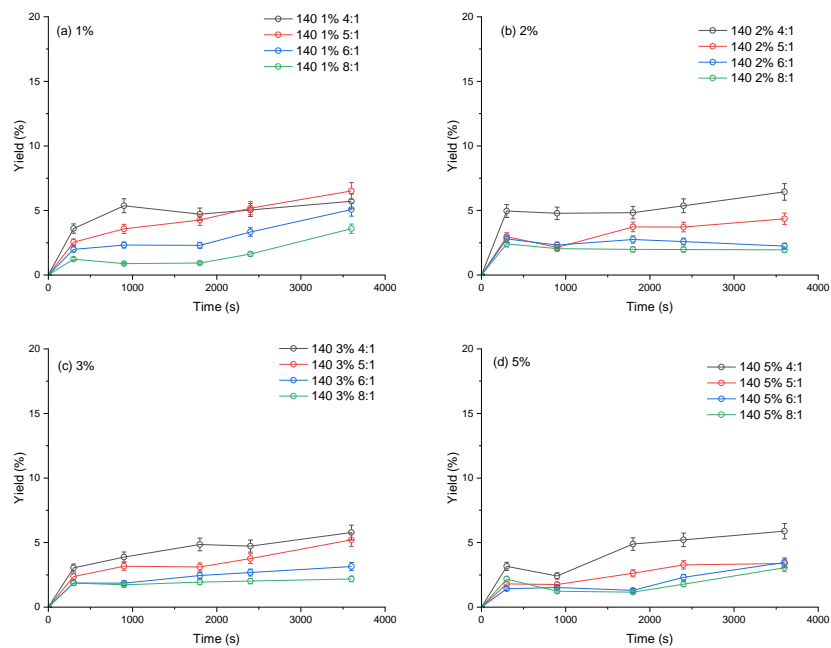 (a) 1%
140 1% 4:1
140 1% 5:1
140 1% 6:1
140 1% 8:1
20
15
10
5
0
Yield (%)
0 1000 2000 3000 4000
Time (s)
(b) 2%
140 2% 4:1
140 2% 5:1
140 2% 6:1
140 2% 8:1
20
15
10
5
0
Yield (%)
0 1000 2000 3000 4000
Time (s)
(c) 3%
140 3% 4:1
140 3% 5:1
140 3% 6:1
140 3% 8:1
20
15
10
5
0
Yield (%)
0 1000 2000 3000 4000
Time (s)
(d) 5%
140 5% 4:1
140 5% 5:1
140 5% 6:1
140 5% 8:1
20
15
10
5
0
Yield (%)
0 1000 2000 3000 4000
Time (s)